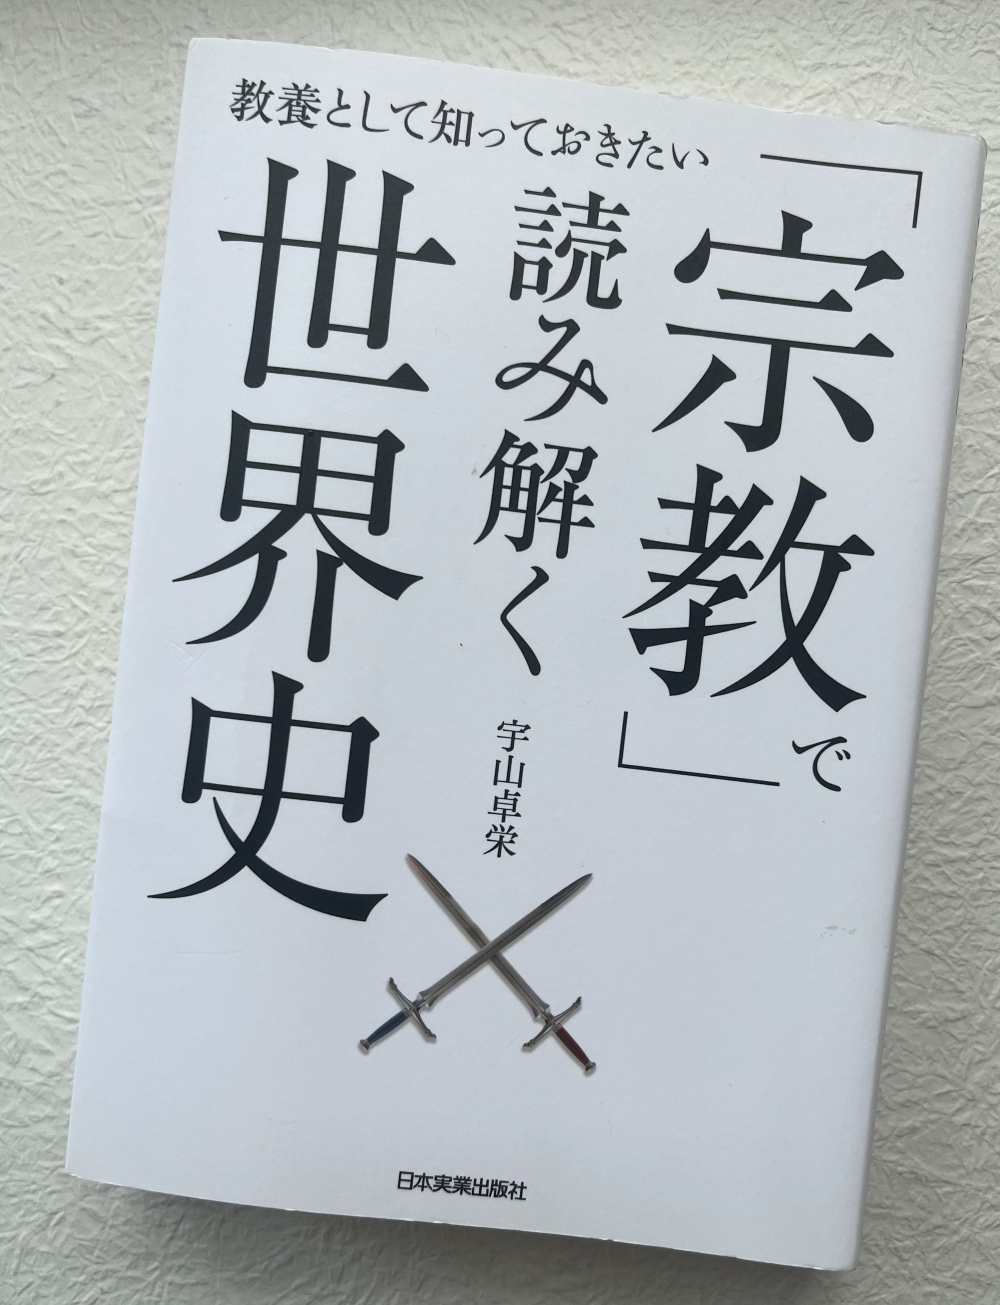 教養として知っておきたい
「宗教」で
読み解く
世界史
宇山卓栄
日本実業出版社